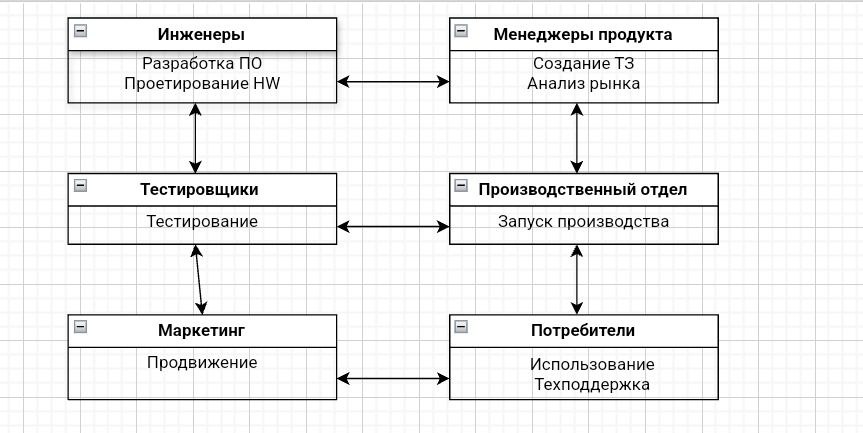 Инженеры
Разработка ПО
Проетирование HW
Менеджеры продукта
Создание ТЗ
Анализ рынка
Тестировщики
Тестирование
Производственный отдел
Запуск производства
Маркетинг
Продвижение
Потребители
Использование
Техподдержка